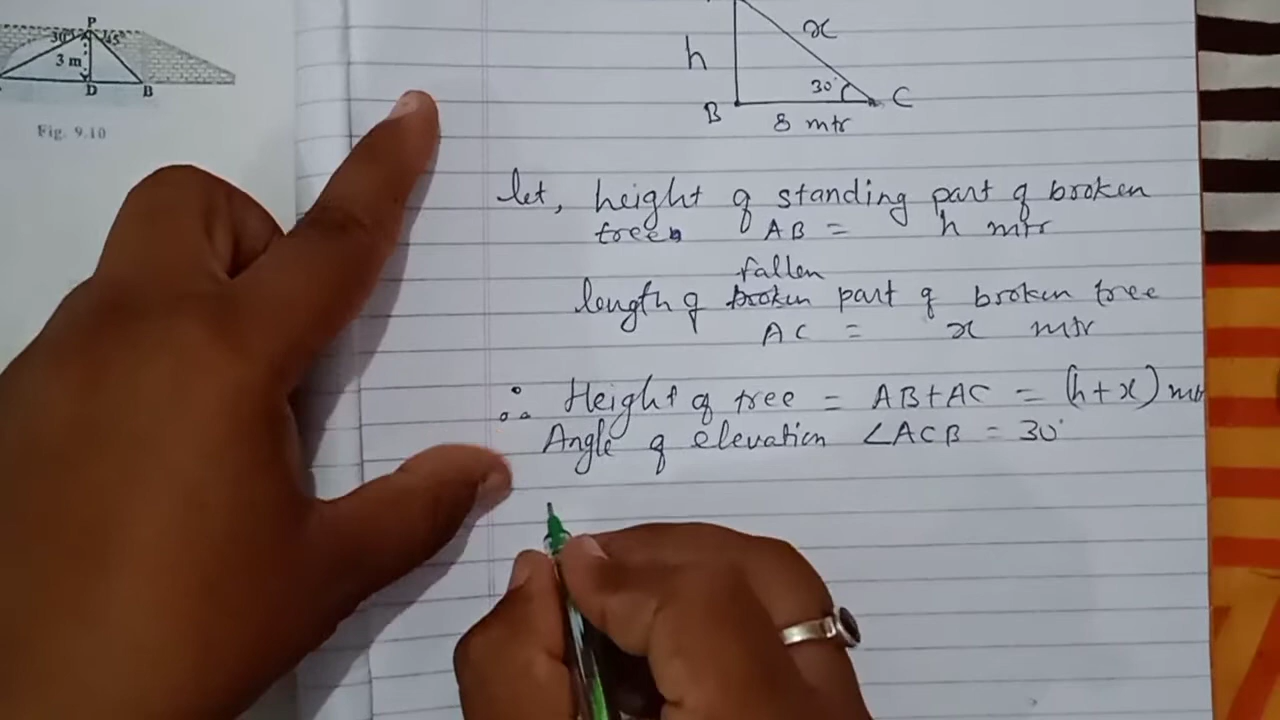 P
30° 45°
3 m
D B
Fig. 9.10
x
h
30°
B C
8 mtr
let, height of standing part of broken
tree AB = h mtr
fallen
length of broken part of broken tree
AC = x mtr
∴ Height of tree = AB+AC = (h+x) mtr
Angle of elevation ∠ACB = 30°